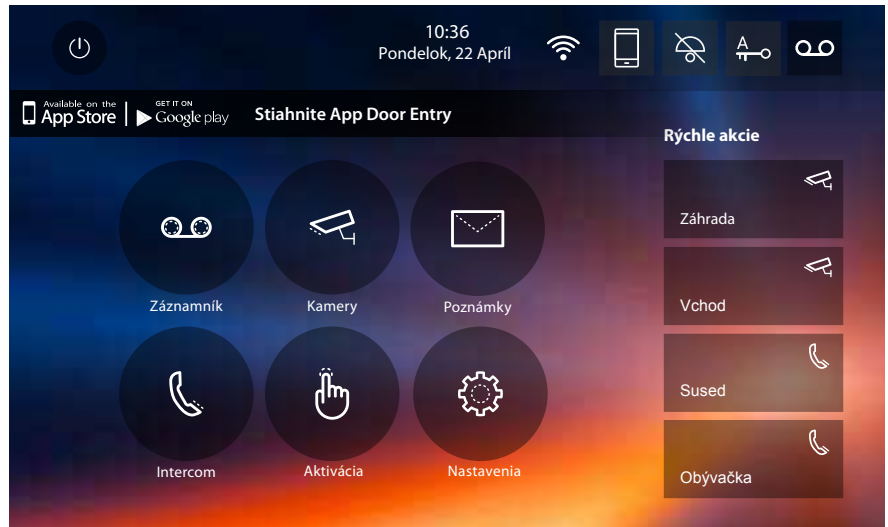 10:36
Pondelok, 22 Apríl
A
Available on the
App Store
GET IT ON
Google play
Stiahnite App Door Entry
Rýchle akcie
Záhrada
Vchod
Sused
Obývačka
Záznamník
Kamery
Poznámky
Intercom
Aktivácia
Nastavenia